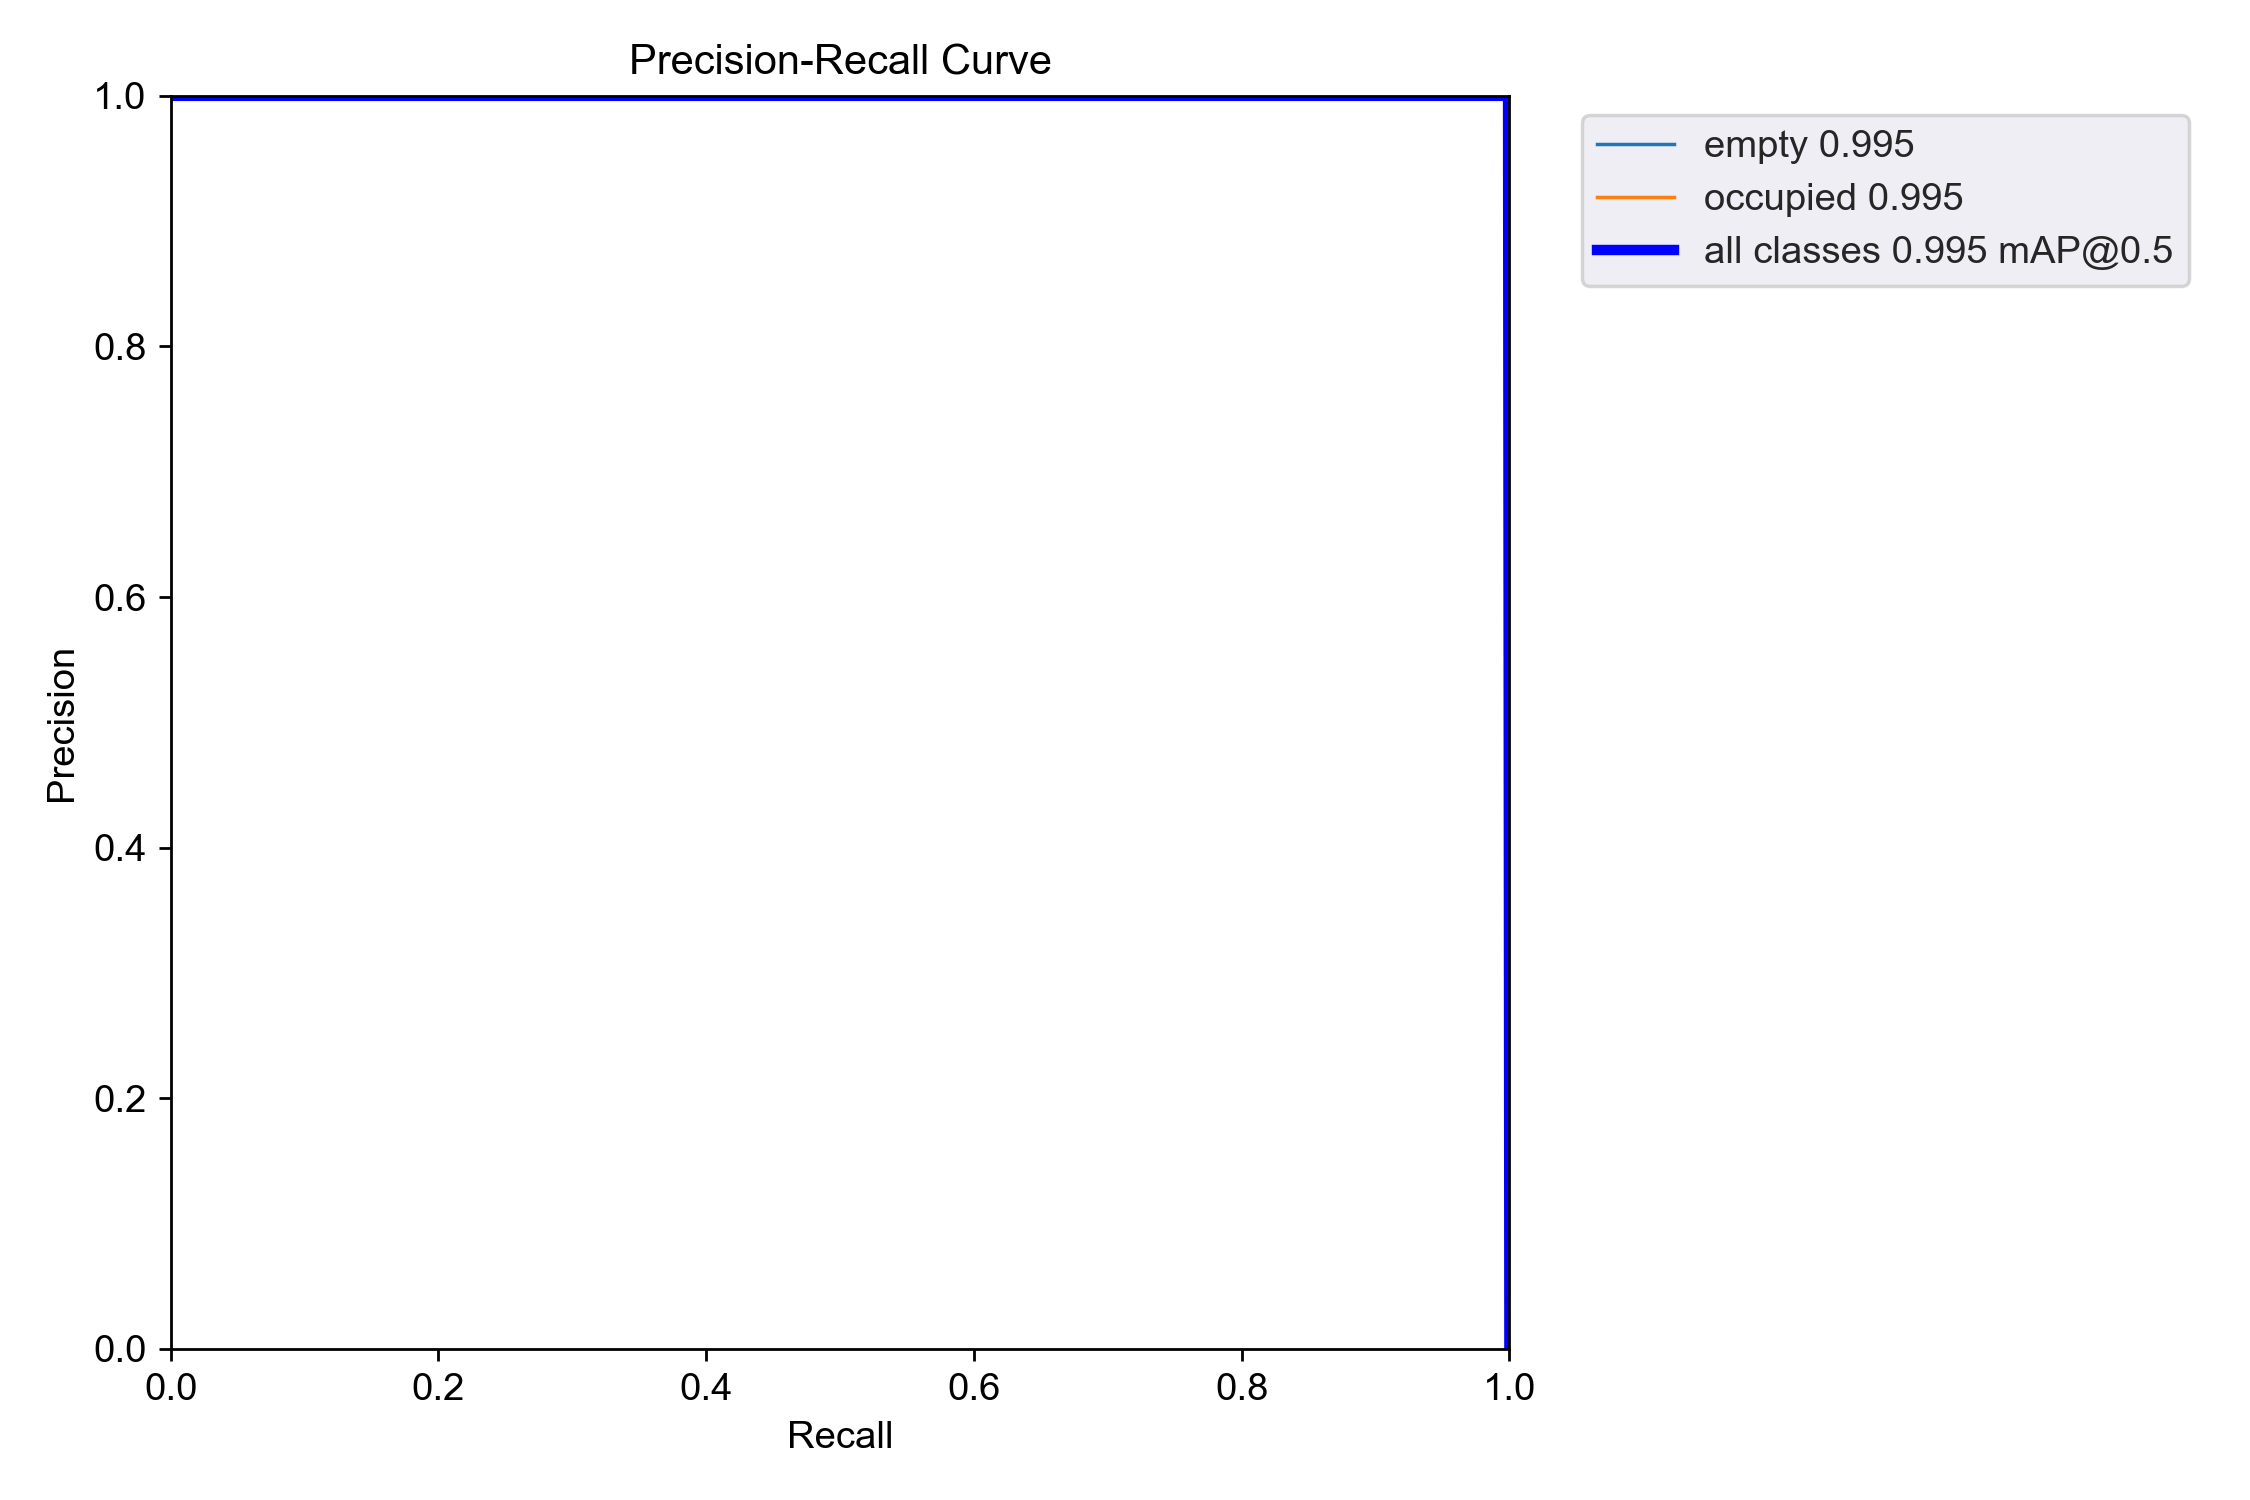 Precision-Recall Curve
1.0
0.8
0.6
0.4
0.2
0.0
Precision
0.0 0.2 0.4 0.6 0.8 1.0
Recall
empty 0.995
occupied 0.995
all classes 0.995 mAP@0.5